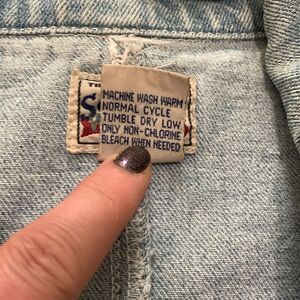 MACHINE WASH WARM
NORMAL CYCLE
TUMBLE DRY LOW
ONLY NON-CHLORINE
BLEACH WHEN NEEDED